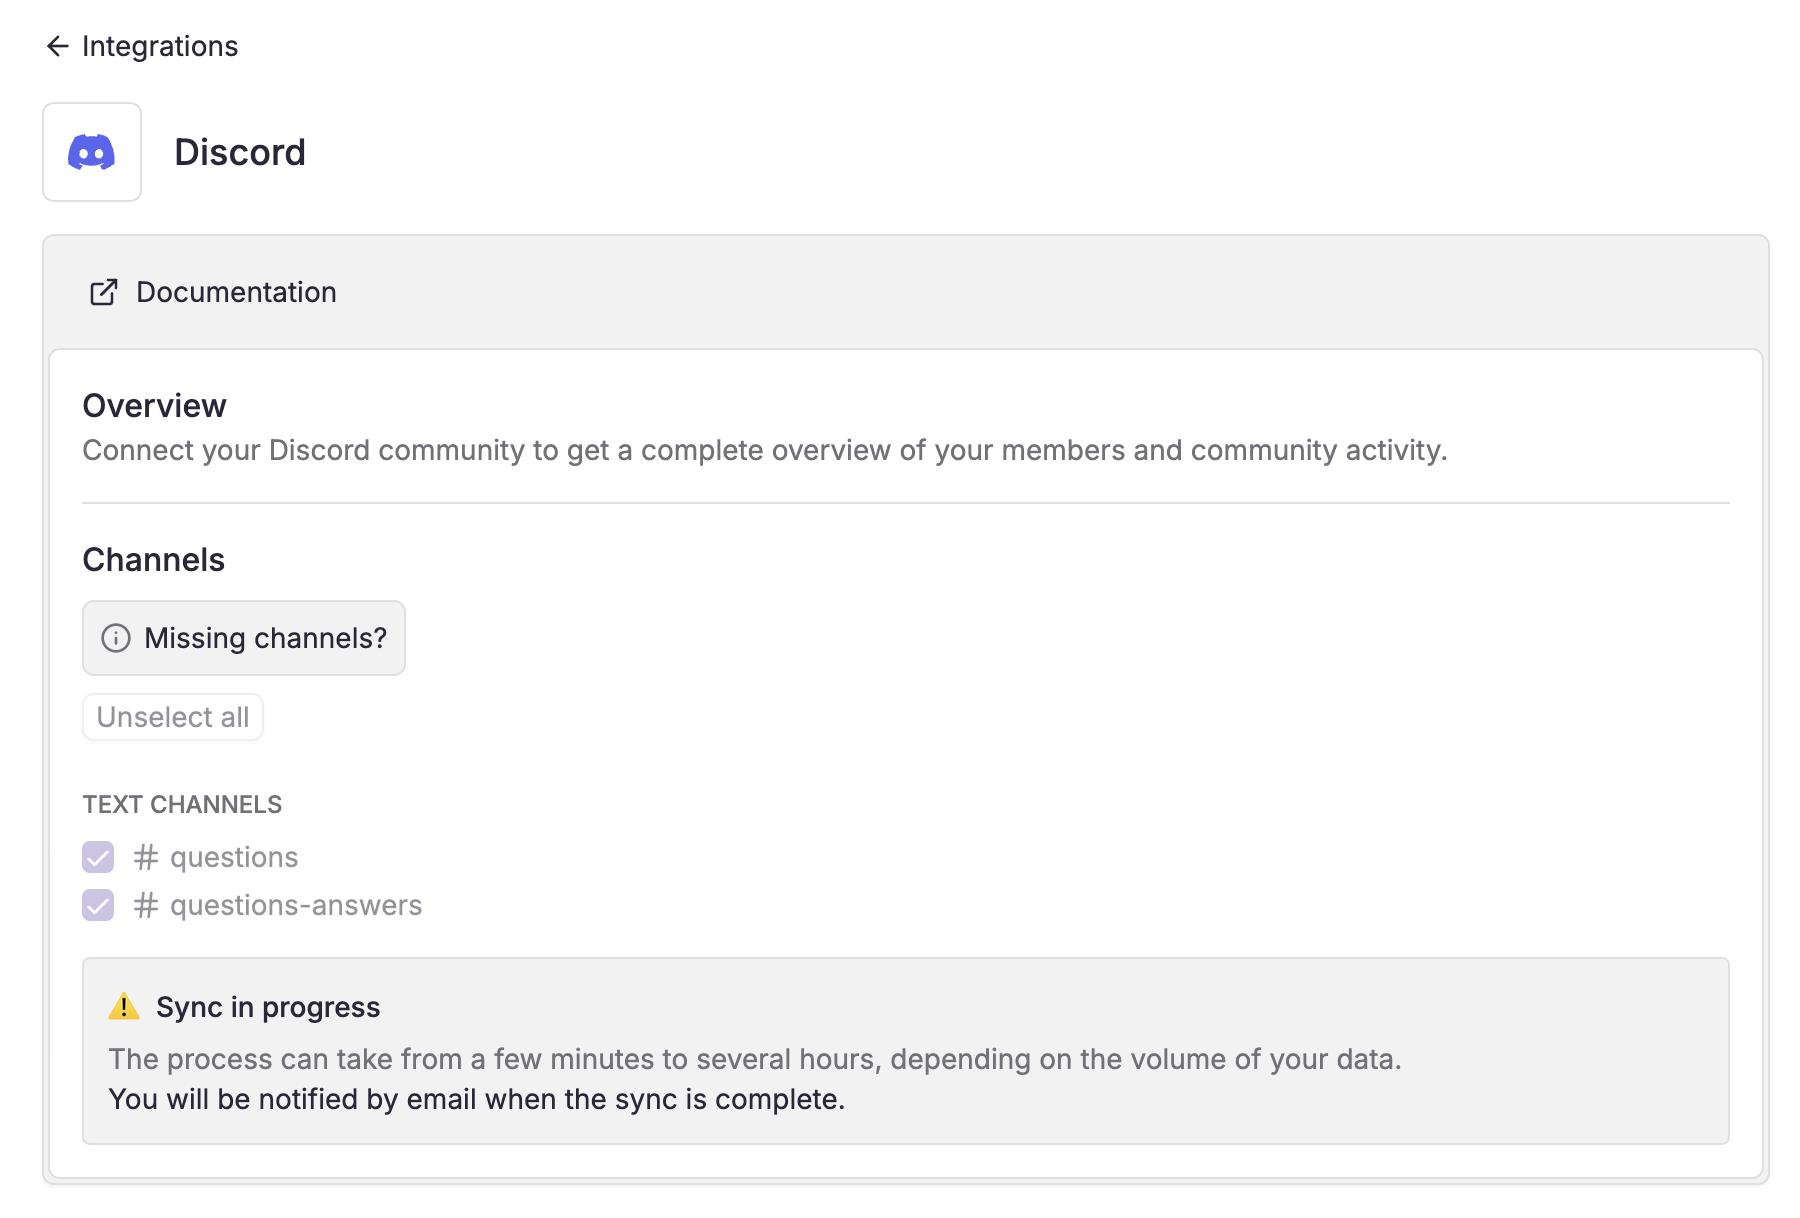 Integrations
Discord
Documentation
Overview
Connect your Discord community to get a complete overview of your members and community activity.
Channels
Missing channels?
Unselect all
TEXT CHANNELS
# questions
# questions-answers
Sync in progress
The process can take from a few minutes to several hours, depending on the volume of your data.
You will be notified by email when the sync is complete.